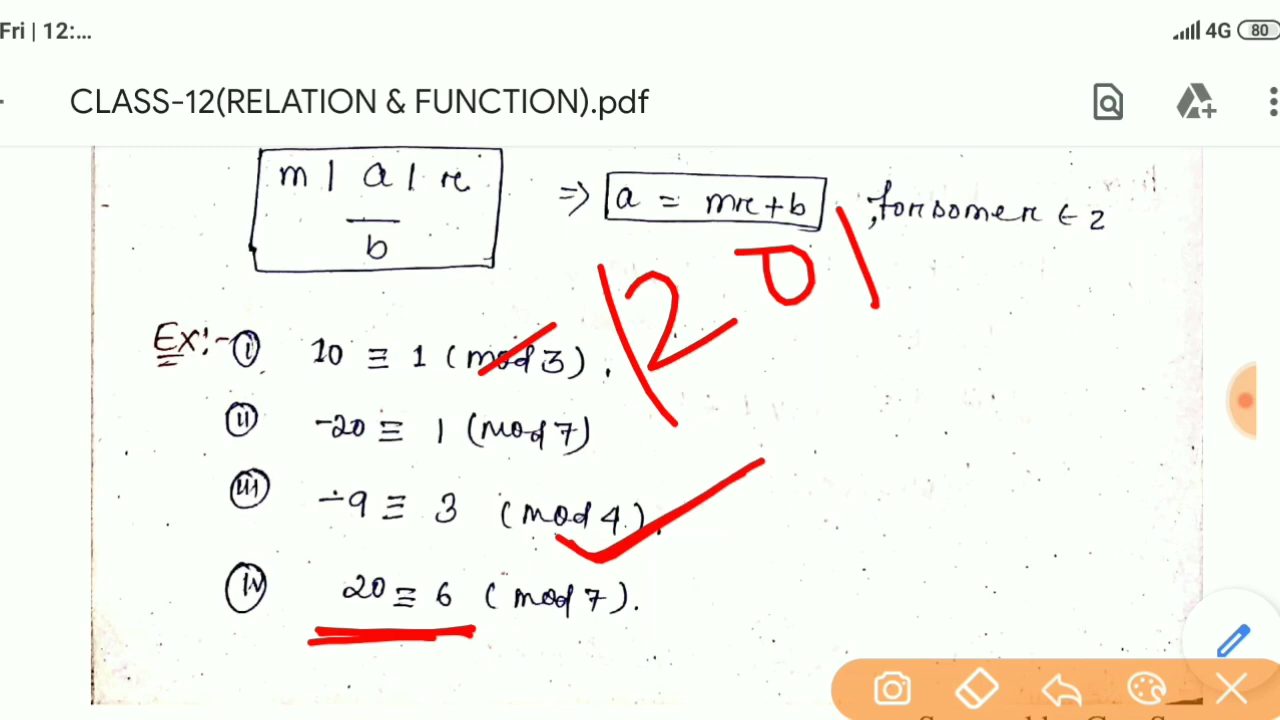 Fri | 12:...
4G 80
CLASS-12(RELATION & FUNCTION).pdf
m | a | r
b
⇒ a = mr+b , for some r ∈ z
Ex:- (i) 10 ≡ 1 (mod 3).
(ii) -20 ≡ 1 (mod 7)
(iii) -9 ≡ 3 (mod 4).
(iv) 20 ≡ 6 (mod 7).